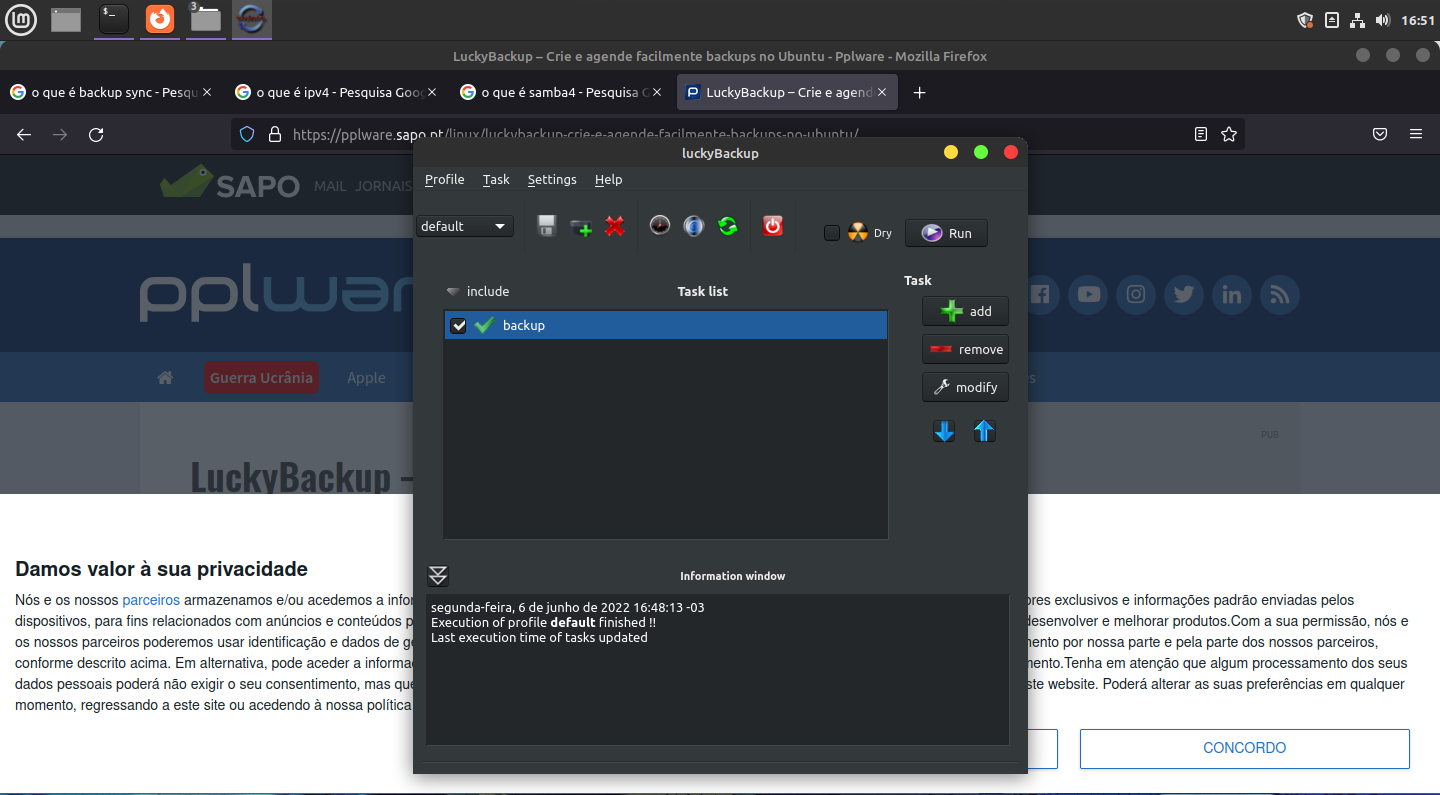 $_
3
16:51
LuckyBackup – Crie e agende facilmente backups no Ubuntu - Pplware - Mozilla Firefox
o que é backup sync - Pesqu
o que é ipv4 - Pesquisa Goog
o que é samba4 - Pesquisa G
LuckyBackup – Crie e agend
https://pplware.sapo.pt/linux/luckybackup-crie-e-agende-facilmente-backups-no-ubuntu/
luckyBackup
SAPO MAIL JORNAIS
Profile Task Settings Help
default
Dry
Run
pplwar
include
Task list
Task
add
backup
remove
modify
Guerra Ucrânia
Apple
PUB
LuckyBackup –
Information window
segunda-feira, 6 de junho de 2022 16:48:13 -03
Execution of profile default finished !!
Last execution time of tasks updated
Damos valor à sua privacidade
Nós e os nossos parceiros armazenamos e/ou acedemos a infor ores exclusivos e informações padrão enviadas pelos
dispositivos, para fins relacionados com anúncios e conteúdos p desenvolver e melhorar produtos.Com a sua permissão, nós e
os nossos parceiros poderemos usar identificação e dados de ge mento por nossa parte e pela parte dos nossos parceiros,
conforme descrito acima. Em alternativa, pode aceder a informaç mento.Tenha em atenção que algum processamento dos seus
dados pessoais poderá não exigir o seu consentimento, mas que ste website. Poderá alterar as suas preferências em qualquer
momento, regressando a este site ou acedendo à nossa política
CONCORDO